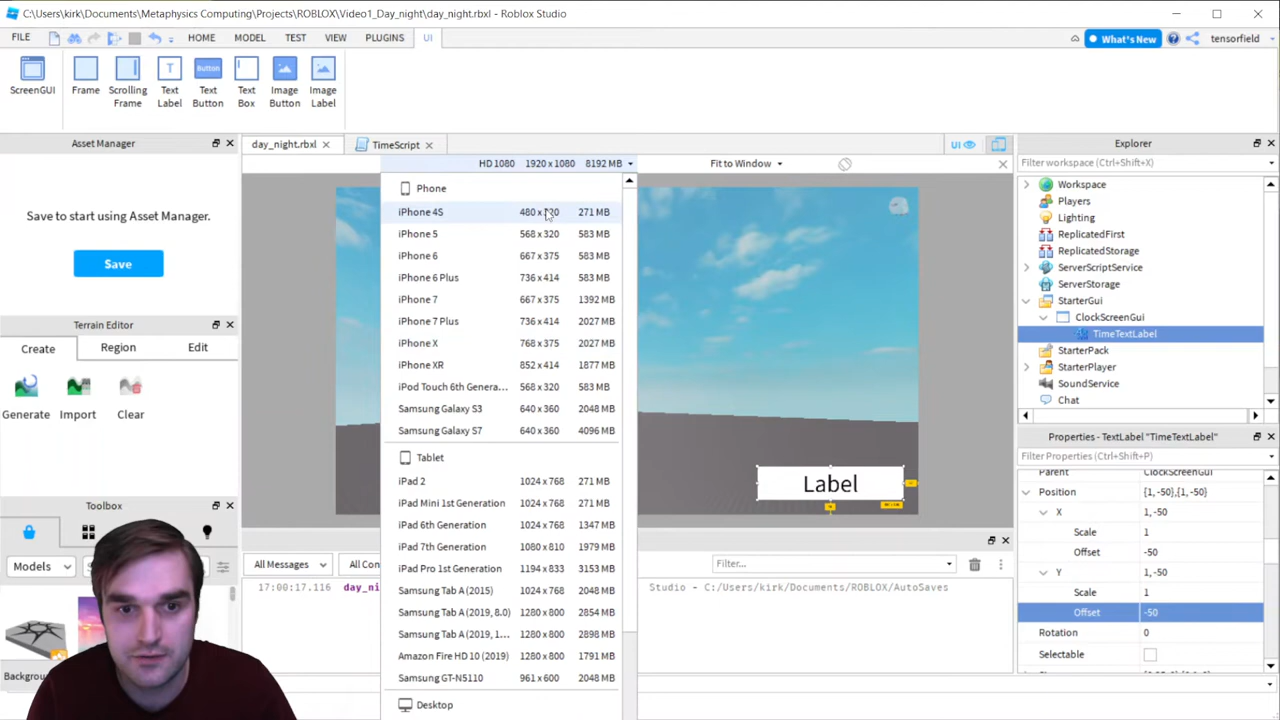 C:\Users\kirk\Documents\Metaphysics Computing\Projects\ROBLOX\Video1_Day_night\day_night.rbxl - Roblox Studio
FILE HOME MODEL TEST VIEW PLUGINS UI What's New tensorfield
ScreenGUI Frame Scrolling Frame Text Label Button Text Button Text Box Image Button Image Label
Asset Manager
Save to start using Asset Manager.
Save
Terrain Editor
Create Region Edit
Generate Import Clear
Toolbox
Models
Backgrou
day_night.rbxl TimeScript UI
HD 1080 1920 x 1080 8192 MB Fit to Window
Phone
iPhone 4S 480 x 320 271 MB
iPhone 5 568 x 320 583 MB
iPhone 6 667 x 375 583 MB
iPhone 6 Plus 736 x 414 583 MB
iPhone 7 667 x 375 1392 MB
iPhone 7 Plus 736 x 414 2027 MB
iPhone X 768 x 375 2027 MB
iPhone XR 852 x 414 1877 MB
iPod Touch 6th Genera... 568 x 320 583 MB
Samsung Galaxy S3 640 x 360 2048 MB
Samsung Galaxy S7 640 x 360 4096 MB
Tablet
iPad 2 1024 x 768 271 MB
iPad Mini 1st Generation 1024 x 768 271 MB
iPad 6th Generation 1024 x 768 1347 MB
iPad 7th Generation 1080 x 810 1979 MB
iPad Pro 1st Generation 1194 x 833 3153 MB
Samsung Tab A (2015) 1024 x 768 2048 MB
Samsung Tab A (2019, 8.0) 1280 x 800 2854 MB
Samsung Tab A (2019, 1... 1280 x 800 2898 MB
Amazon Fire HD 10 (2019) 1280 x 800 1791 MB
Samsung GT-N5110 961 x 600 2048 MB
Desktop
Label
All Messages All Con Filter...
17:00:17.116 day_ni Studio - C:/Users/kirk/Documents/ROBLOX/AutoSaves
Explorer
Filter workspace (Ctrl+Shift+X)
Workspace
Players
Lighting
ReplicatedFirst
ReplicatedStorage
ServerScriptService
ServerStorage
StarterGui
ClockScreenGui
TimeTextLabel
StarterPack
StarterPlayer
SoundService
Chat
Properties - TextLabel "TimeTextLabel"
Filter Properties (Ctrl+Shift+P)
Parent ClockScreenGui
Position {1, -50},{1, -50}
X 1, -50
Scale 1
Offset -50
Y 1, -50
Scale 1
Offset -50
Rotation 0
Selectable